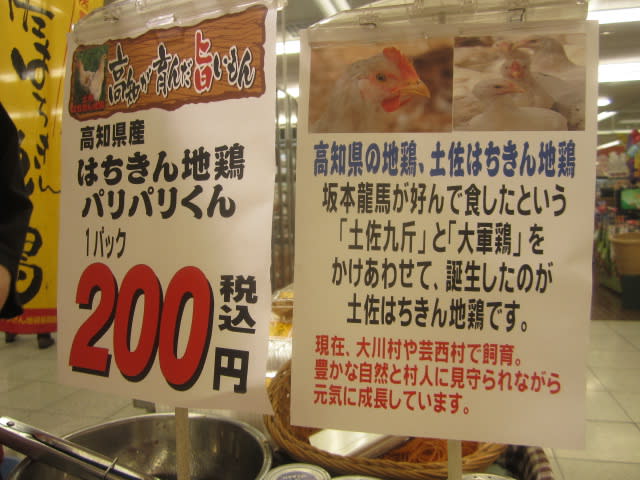 高知が育んだ旨いもん
高知県産
はちきん地鶏
パリパリくん
1パック
200円
税込
高知県の地鶏、土佐はちきん地鶏
坂本龍馬が好んで食したという
「土佐九斤」と「大軍鶏」を
かけあわせて、誕生したのが
土佐はちきん地鶏です。
現在、大川村や芸西村で飼育。
豊かな自然と村人に見守られながら
元気に成長しています。